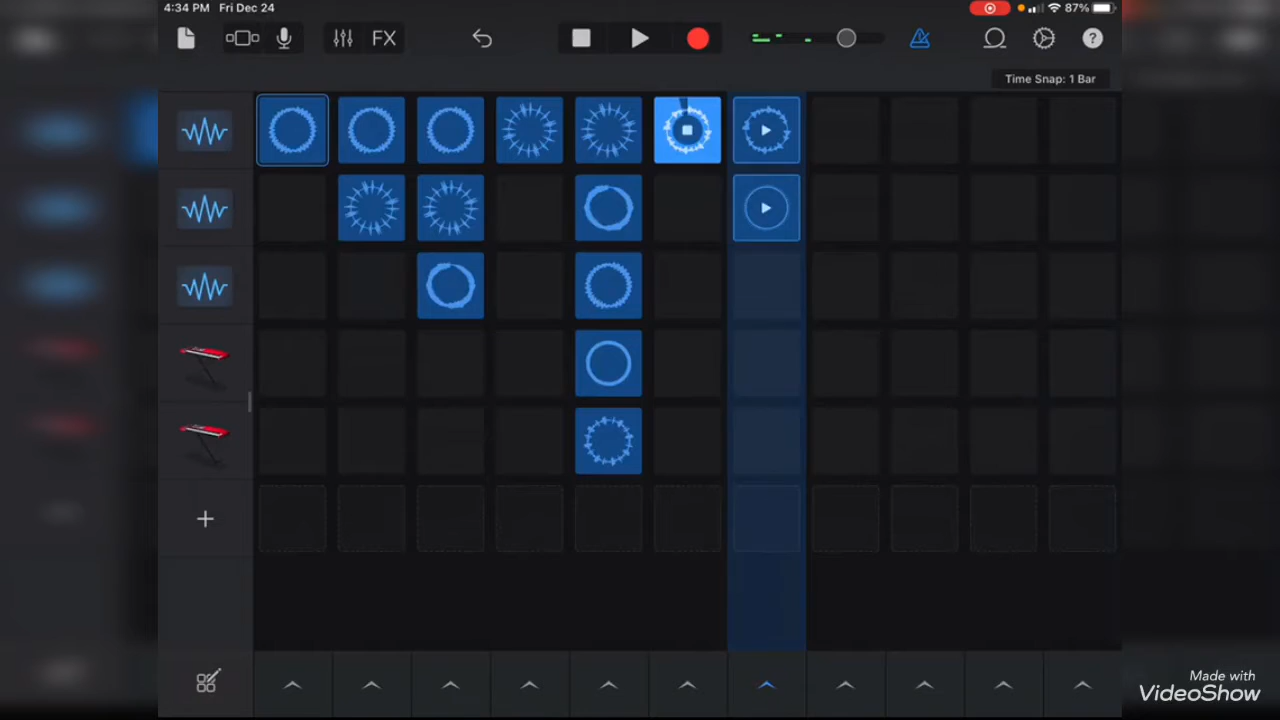 4:34 PM Fri Dec 24
87%
FX
?
Time Snap: 1 Bar
Made with
VideoShow